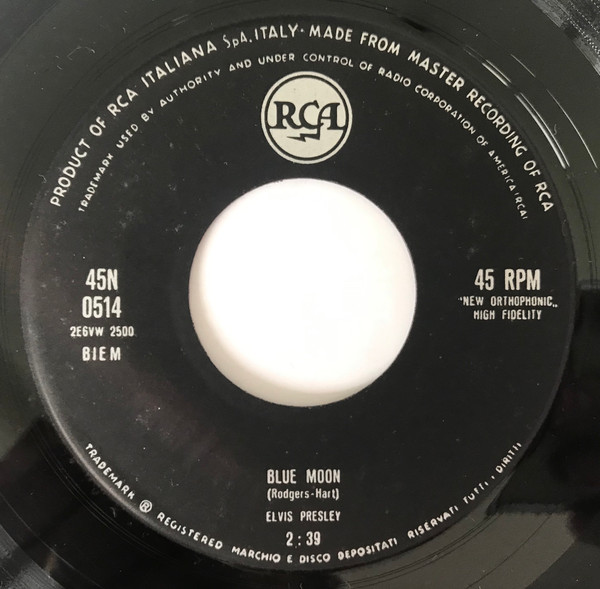 PRODUCT OF RCA ITALIANA SpA. ITALY · MADE FROM MASTER RECORDING OF RCA
TRADEMARK USED BY AUTHORITY AND UNDER CONTROL OF RADIO CORPORATION OF AMERICA (RCA)
RCA
45N
0514
2E6VW 2500
BIEM
45 RPM
"NEW ORTHOPHONIC„
HIGH FIDELITY
BLUE MOON
(Rodgers-Hart)
ELVIS PRESLEY
2:39
TRADEMARK ® REGISTERED MARCHIO E DISCO DEPOSITATI RISERVATI TUTTI I DIRITTI